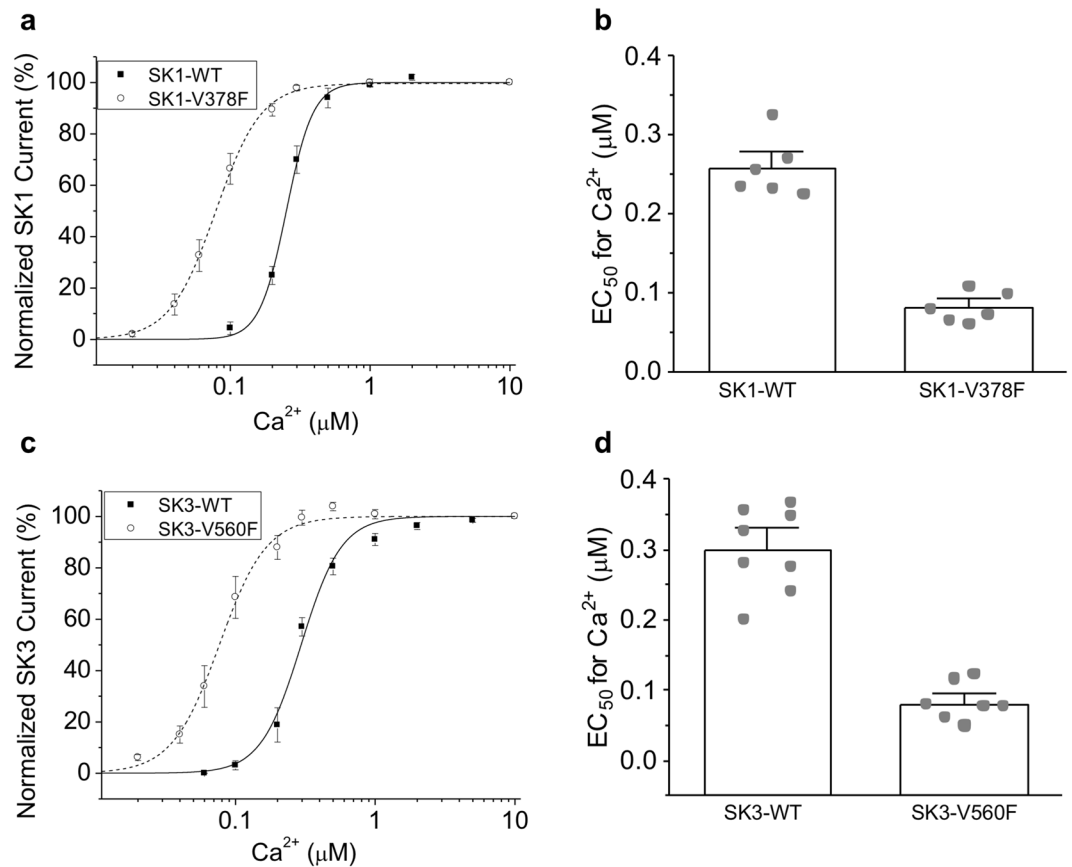 a
Normalized SK1 Current (%)
100
80
60
40
20
0
SK1-WT
SK1-V378F
0.1
1
10
Ca²⁺ (μM)
b
EC₅₀ for Ca²⁺ (μM)
0.4
0.3
0.2
0.1
0.0
SK1-WT
SK1-V378F
c
Normalized SK3 Current (%)
100
80
60
40
20
0
SK3-WT
SK3-V560F
0.1
1
10
Ca²⁺ (μM)
d
EC₅₀ for Ca²⁺ (μM)
0.4
0.3
0.2
0.1
0.0
SK3-WT
SK3-V560F